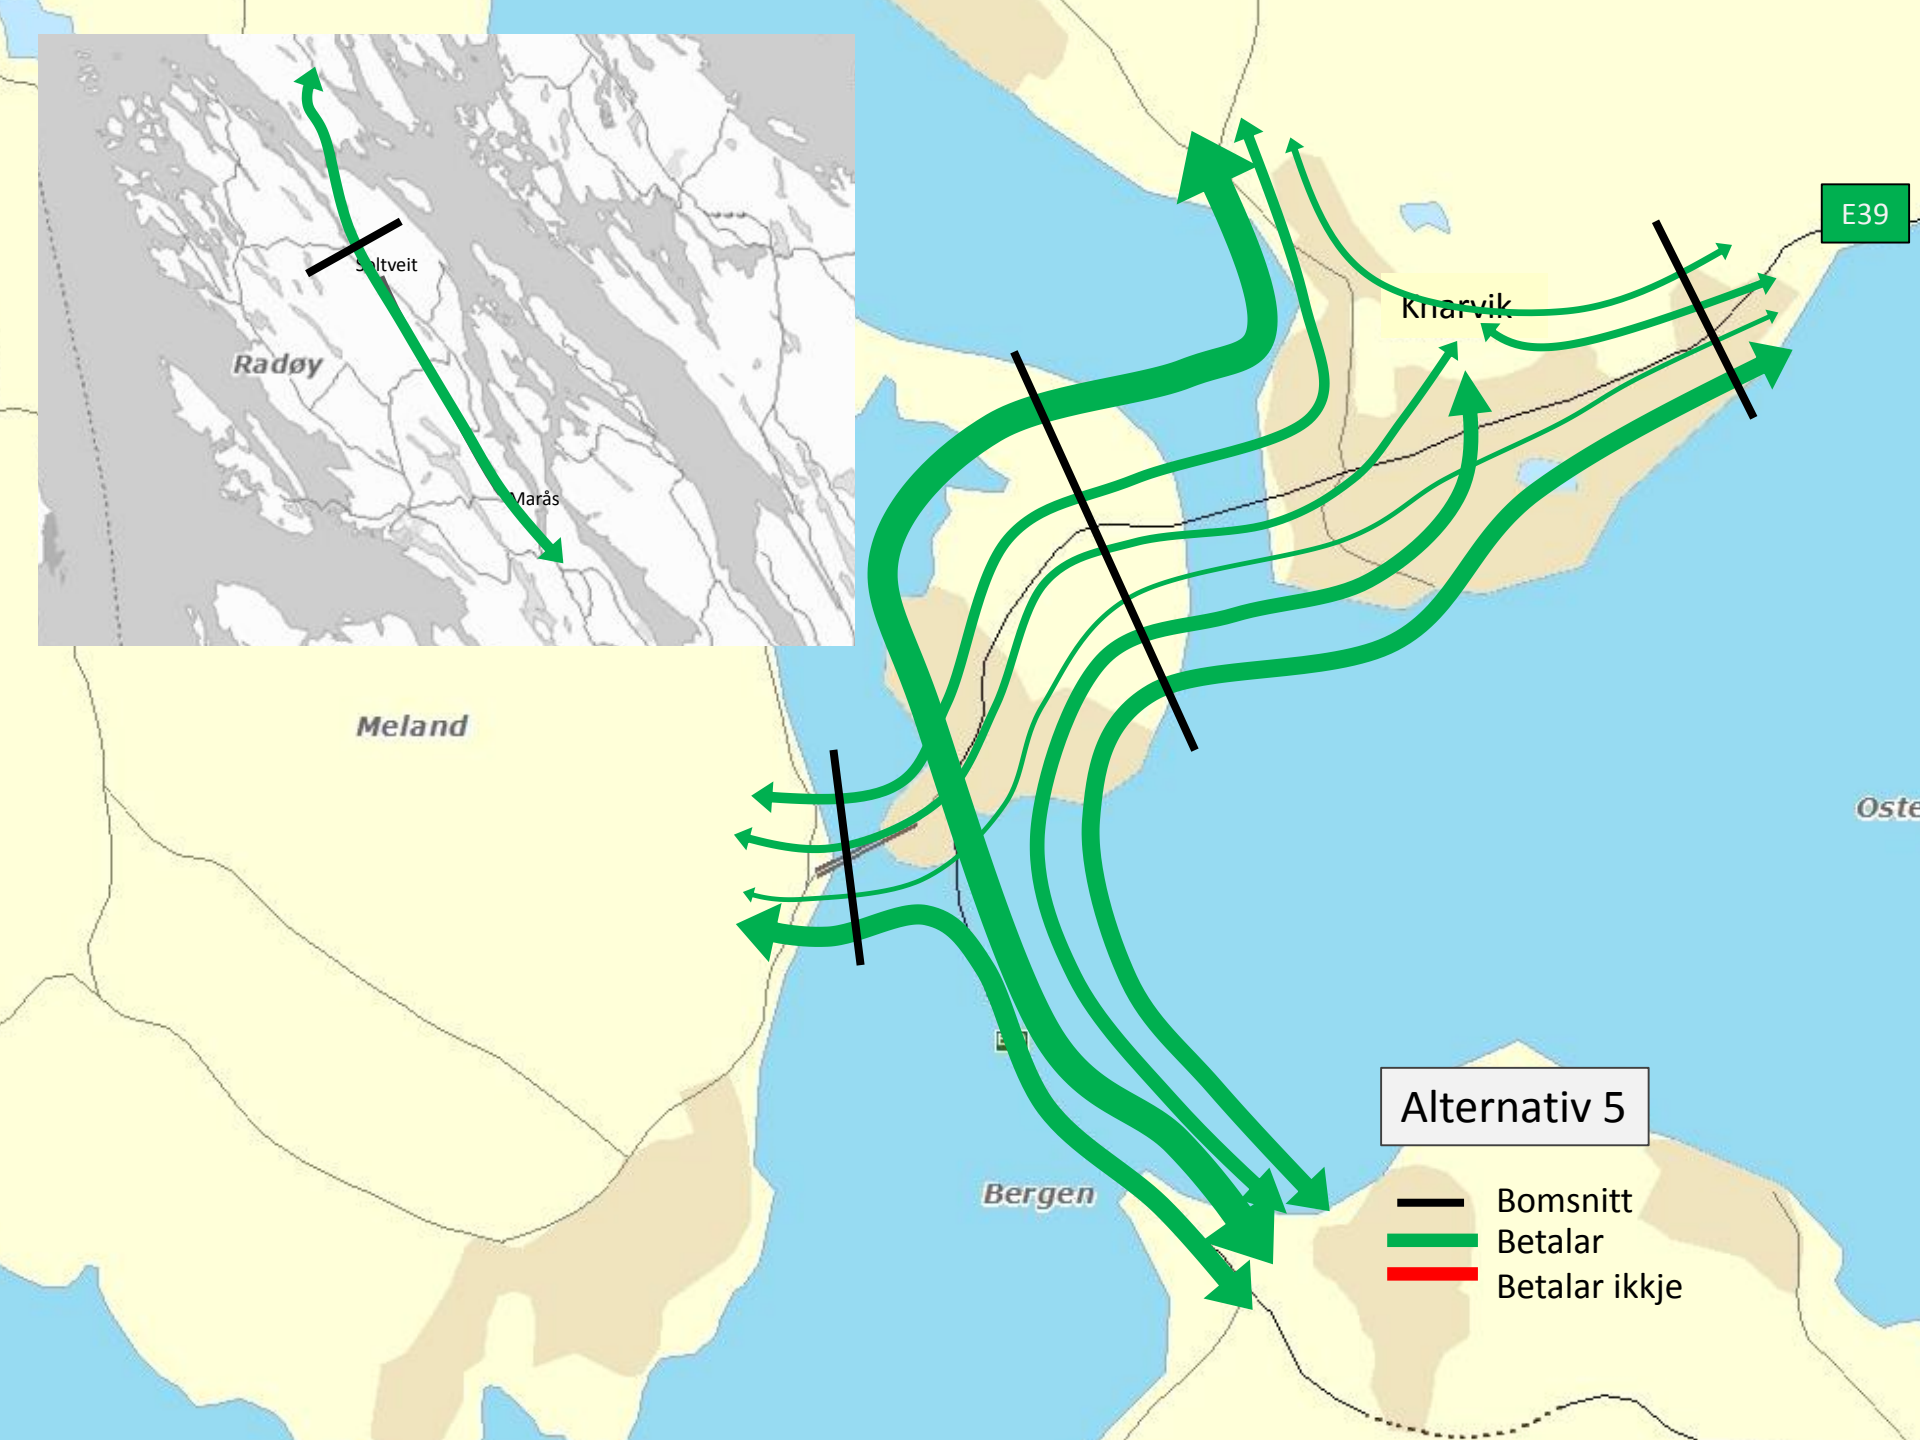 E39
Knarvik
Soltveit
Radøy
Marås
Meland
Oste
Alternativ 5
Bergen
Bomsnitt
Betalar
Betalar ikkje